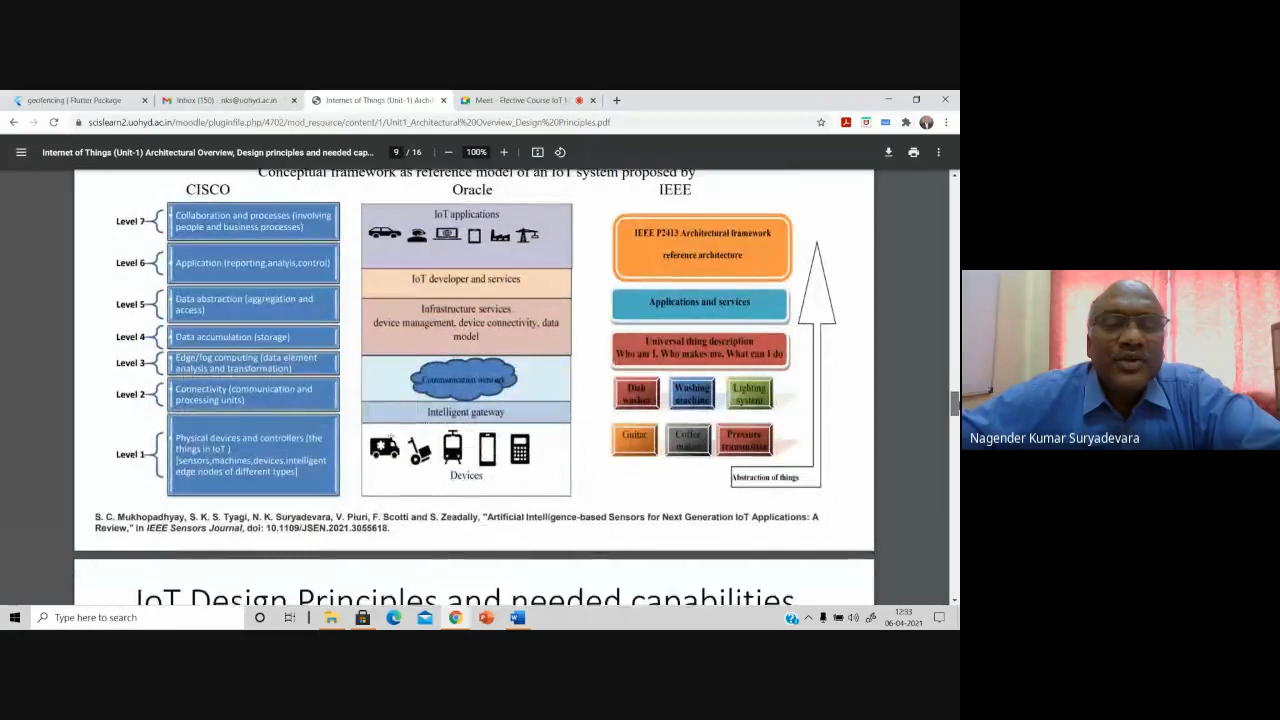 geofencing | Flutter Package
Inbox (150) - nks@uohyd.ac.in
Internet of Things (Unit-1) Archi
Meet - Elective Course IoT
scislearn2.uohyd.ac.in/moodle/pluginfile.php/4702/mod_resource/content/1/Unit1_Architectural%20Overview_Design%20Principles.pdf
Internet of Things (Unit-1) Architectural Overview, Design principles and needed cap...
9 / 16
100%
Conceptual framework as reference model of an IoT system proposed by
CISCO
Level 7
Collaboration and processes (involving
people and business processes)
Level 6
Application (reporting,analyis,control)
Level 5
Data abstraction (aggregation and
access)
Level 4
Data accumulation (storage)
Level 3
Edge/fog computing (data element
analysis and transformation)
Level 2
Connectivity (communication and
processing units)
Level 1
Physical devices and controllers (the
things in IoT )
[sensors,machines,devices,intelligent
edge nodes of different types]
Oracle
IoT applications
IoT developer and services
Infrastructure services
device management, device connectivity, data
model
Communication network
Intelligent gateway
Devices
IEEE
IEEE P2413 Architectural framework
reference architecture
Applications and services
Universal thing description
Who am I. Who makes me. What can I do
Dish
washer
Washing
machine
Lighting
system
Guitar
Coffee
maker
Pressure
transmitter
Abstraction of things
S. C. Mukhopadhyay, S. K. S. Tyagi, N. K. Suryadevara, V. Piuri, F. Scotti and S. Zeadally, "Artificial Intelligence-based Sensors for Next Generation IoT Applications: A
Review," in IEEE Sensors Journal, doi: 10.1109/JSEN.2021.3055618.
IoT Design Principles and needed capabilities
Nagender Kumar Suryadevara
Type here to search
12:33
06-04-2021